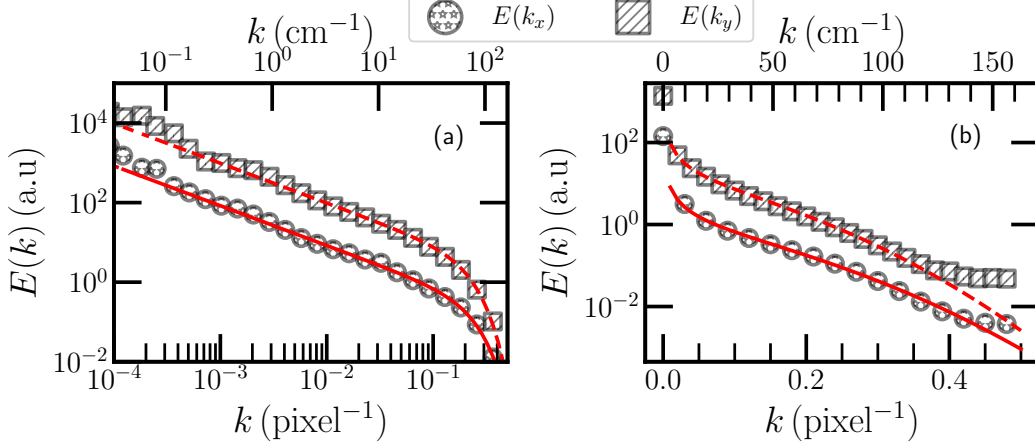 E(k_x) E(k_y)
k (cm⁻¹) k (cm⁻¹)
10⁻¹ 10⁰ 10¹ 10² 0 50 100 150
(a) (b)
E(k) (a.u) E(k) (a.u)
10⁴ 10² 10⁰ 10⁻² 10² 10⁰ 10⁻²
10⁻⁴ 10⁻³ 10⁻² 10⁻¹ 0.0 0.2 0.4
k (pixel⁻¹) k (pixel⁻¹)